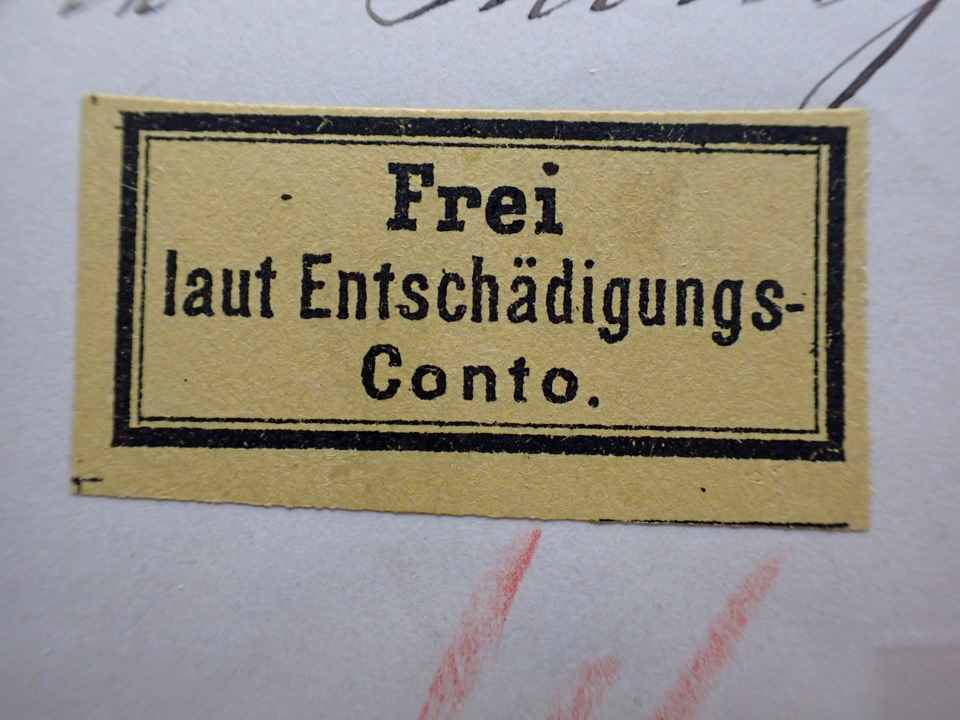 Frei
laut Entschädigungs-
Conto.